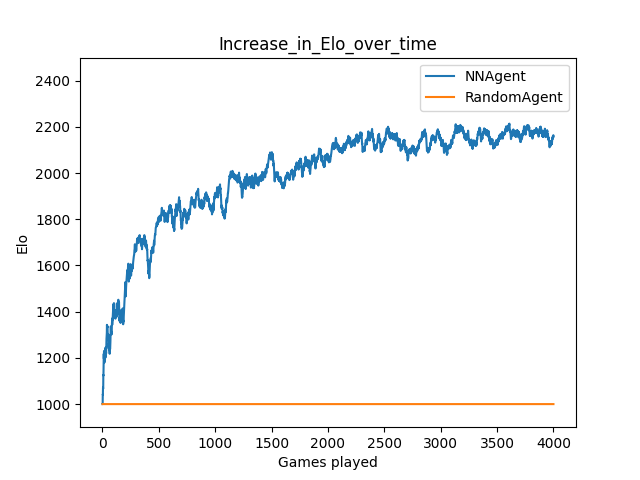 Increase_in_Elo_over_time
NNAgent
RandomAgent
2400
2200
2000
1800
1600
1400
1200
1000
Elo
0 500 1000 1500 2000 2500 3000 3500 4000
Games played